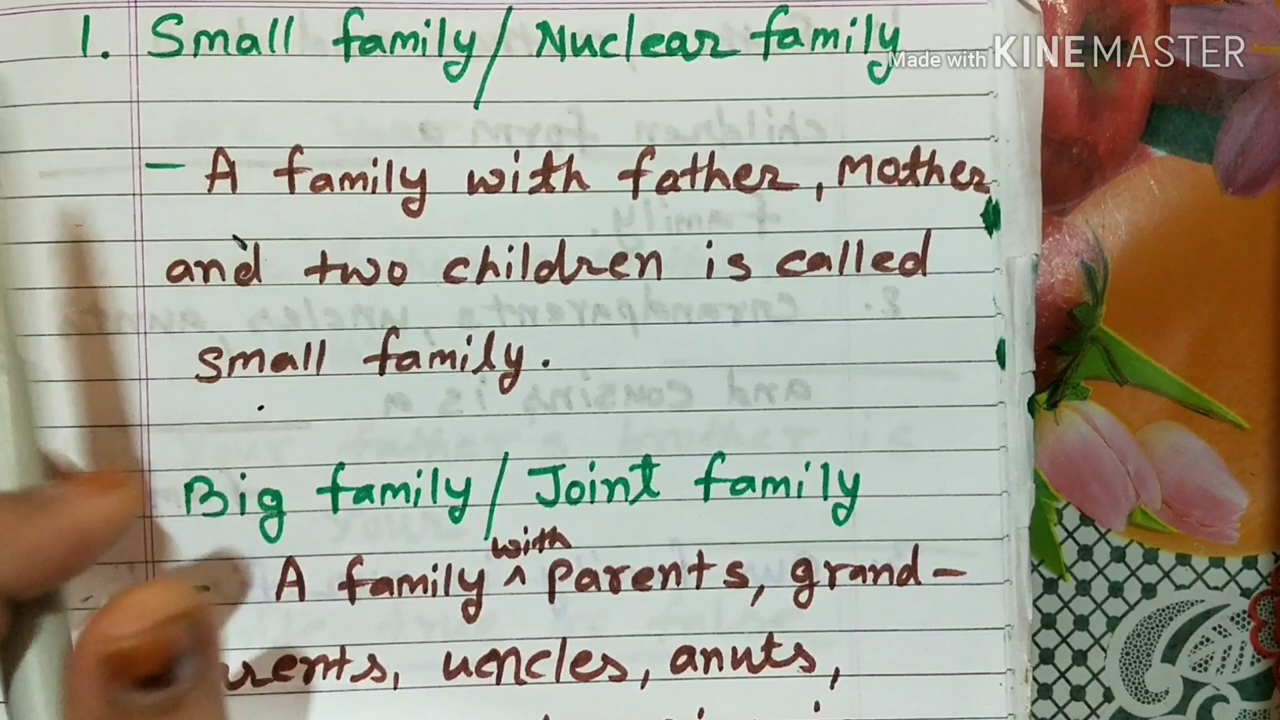 1. Small family/Nuclear family
Made with KINEMASTER
- A family with father, Mother
and two children is called
small family.
Big family/Joint family
- A family ^ with parents, grand-
rents, uncles, anuts,